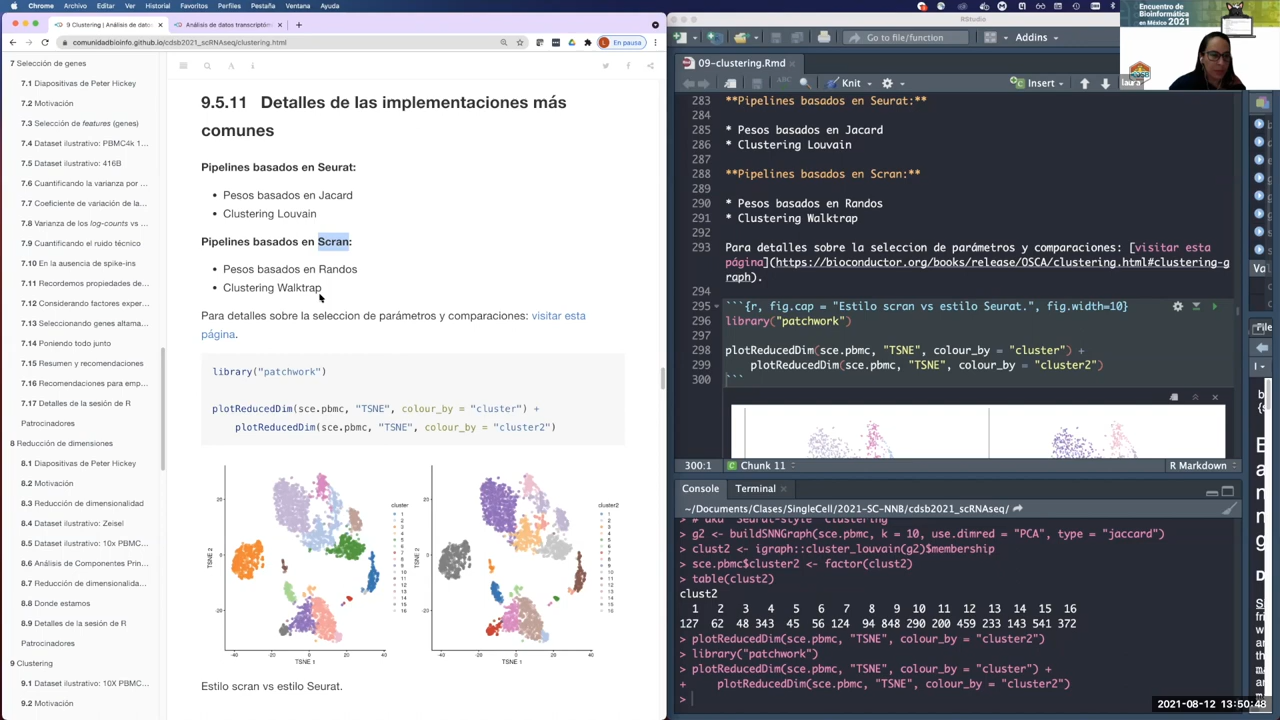 Chrome Archivo Editar Ver Historial Favoritos Perfiles Pestaña Ventana Ayuda
9 Clustering | Análisis de datos
Análisis de datos transcriptóm
comunidadbioinfo.github.io/cdsb2021_scRNAseq/clustering.html
En pausa
7 Selección de genes
7.1 Diapositivas de Peter Hickey
7.2 Motivación
7.3 Selección de features (genes)
7.4 Dataset ilustrativo: PBMC4k 1...
7.5 Dataset ilustrativo: 416B
7.6 Cuantificando la varianza por ...
7.7 Coeficiente de variación de la...
7.8 Varianza de los log-counts vs ...
7.9 Cuantificando el ruido técnico
7.10 En la ausencia de spike-ins
7.11 Recordemos propiedades de...
7.12 Considerando factores exper...
7.13 Seleccionando genes altama...
7.14 Poniendo todo junto
7.15 Resumen y recomendaciones
7.16 Recomendaciones para emp...
7.17 Detalles de la sesión de R
Patrocinadores
8 Reducción de dimensiones
8.1 Diapositivas de Peter Hickey
8.2 Motivación
8.3 Reducción de dimensionalidad
8.4 Dataset ilustrativo: Zeisel
8.5 Dataset ilustrativo: 10x PBMC...
8.6 Análisis de Componentes Prin...
8.7 Reducción de dimensionalida...
8.8 Donde estamos
8.9 Detalles de la sesión de R
Patrocinadores
9 Clustering
9.1 Dataset ilustrativo: 10X PBMC...
9.2 Motivación
9.5.11 Detalles de las implementaciones más
comunes
Pipelines basados en Seurat:
• Pesos basados en Jacard
• Clustering Louvain
Pipelines basados en Scran:
• Pesos basados en Randos
• Clustering Walktrap
Para detalles sobre la seleccion de parámetros y comparaciones: visitar esta
página.
library("patchwork")
plotReducedDim(sce.pbmc, "TSNE", colour_by = "cluster") +
plotReducedDim(sce.pbmc, "TSNE", colour_by = "cluster2")
cluster
cluster2
TSNE 2
TSNE 1
TSNE 2
TSNE 1
Estilo scran vs estilo Seurat.
RStudio
Go to file/function
Addins
09-clustering.Rmd
Knit
Insert
283 **Pipelines basados en Seurat:**
284
285 * Pesos basados en Jacard
286 * Clustering Louvain
287
288 **Pipelines basados en Scran:**
289
290 * Pesos basados en Randos
291 * Clustering Walktrap
292
293 Para detalles sobre la seleccion de parámetros y comparaciones: [visitar esta
página](https://bioconductor.org/books/release/OSCA/clustering.html#clustering-g
raph).
294
295 ```{r, fig.cap = "Estilo scran vs estilo Seurat.", fig.width=10}
296 library("patchwork")
297
298 plotReducedDim(sce.pbmc, "TSNE", colour_by = "cluster") +
299 plotReducedDim(sce.pbmc, "TSNE", colour_by = "cluster2")
300 ```
300:1 Chunk 11 R Markdown
Console Terminal
~/Documents/Clases/SingleCell/2021-SC-NNB/cdsb2021_scRNAseq/
> # aka 'Seurat-style' clustering
> g2 <- buildSNNGraph(sce.pbmc, k = 10, use.dimred = "PCA", type = "jaccard")
> clust2 <- igraph::cluster_louvain(g2)$membership
> sce.pbmc$cluster2 <- factor(clust2)
> table(clust2)
clust2
1 2 3 4 5 6 7 8 9 10 11 12 13 14 15 16
127 62 48 343 45 56 124 94 848 290 200 459 233 143 541 372
> plotReducedDim(sce.pbmc, "TSNE", colour_by = "cluster2")
> library("patchwork")
> plotReducedDim(sce.pbmc, "TSNE", colour_by = "cluster") +
+ plotReducedDim(sce.pbmc, "TSNE", colour_by = "cluster2")
>
Encuentro de
Bioinformática
en México 2021
laura
2021-08-12 13:50:48